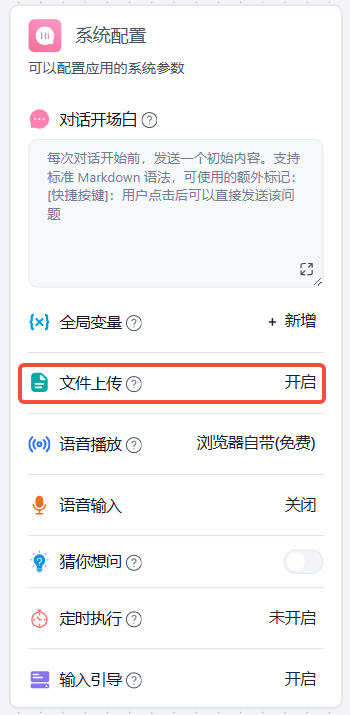 Hi
系统配置
可以配置应用的系统参数
对话开场白 ?
每次对话开始前，发送一个初始内容。支持
标准 Markdown 语法，可使用的额外标记：
[快捷按键]：用户点击后可以直接发送该问
题
全局变量 ? + 新增
文件上传 ? 开启
语音播放 ? 浏览器自带(免费)
语音输入 关闭
猜你想问 ?
定时执行 ? 未开启
输入引导 ? 开启